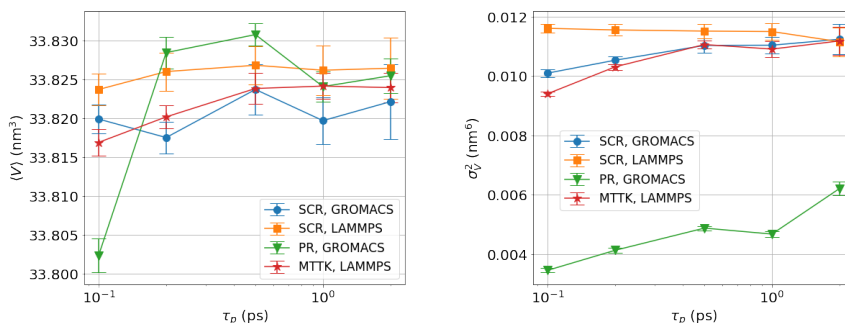 33.830
33.825
33.820
33.815
33.810
33.805
33.800
⟨V⟩ (nm³)
SCR, GROMACS
SCR, LAMMPS
PR, GROMACS
MTTK, LAMMPS
10⁻¹
10⁰
τₚ (ps)
0.012
0.010
0.008
0.006
0.004
σ²_V (nm⁶)
SCR, GROMACS
SCR, LAMMPS
PR, GROMACS
MTTK, LAMMPS
10⁻¹
10⁰
τₚ (ps)